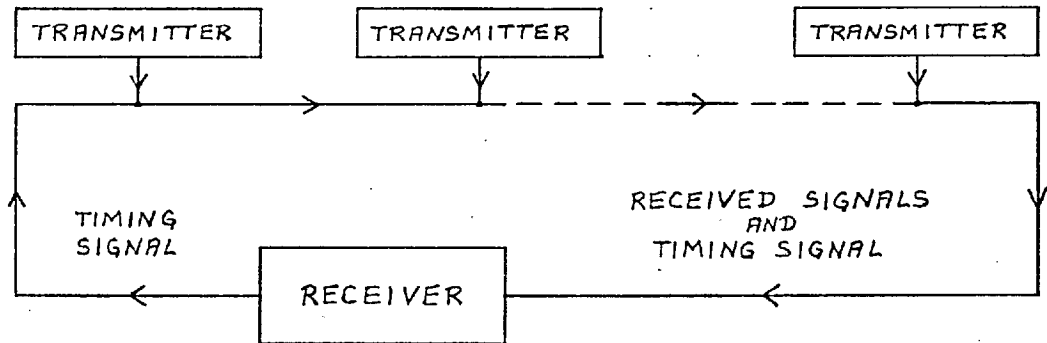 TRANSMITTER
TRANSMITTER
TRANSMITTER
TIMING
SIGNAL
RECEIVED SIGNALS
AND
TIMING SIGNAL
RECEIVER